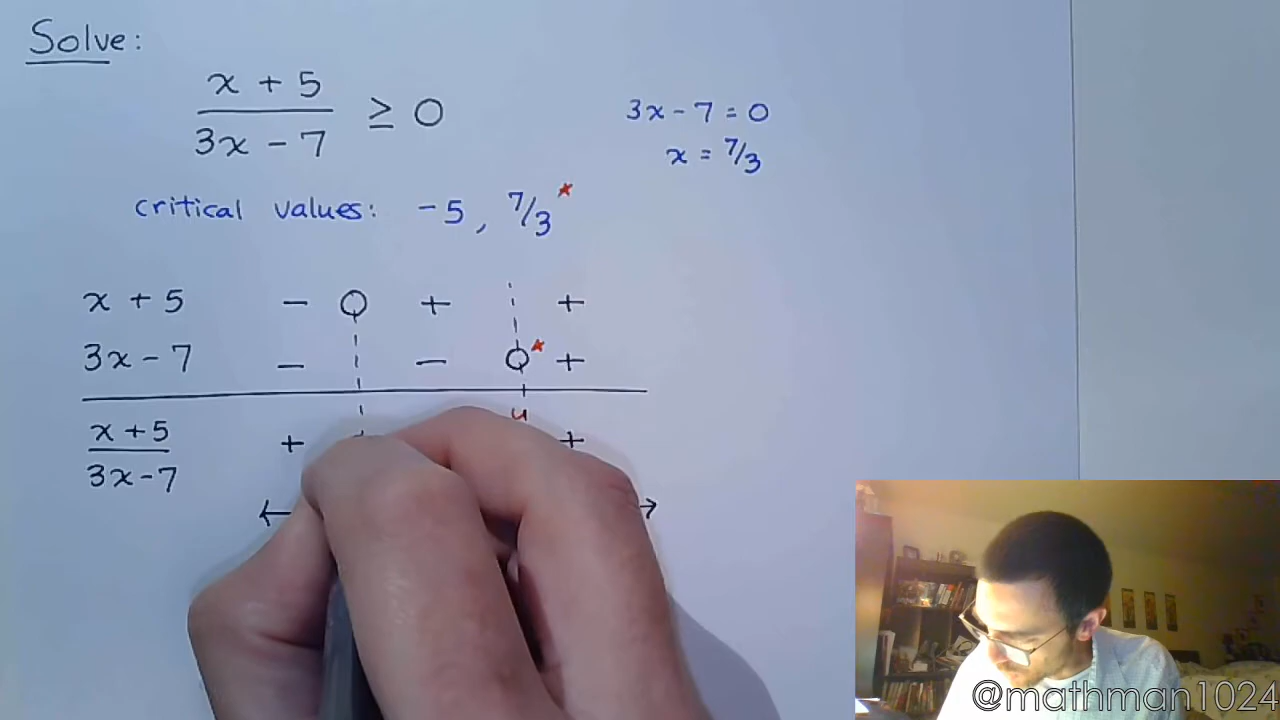 Solve:
x + 5
3x - 7
≥ 0
3x - 7 = 0
x = 7/3
critical values: -5, 7/3*
x + 5 - 0 + +
3x - 7 - - 0* +
u
x + 5
3x - 7
+ +
@mathman1024